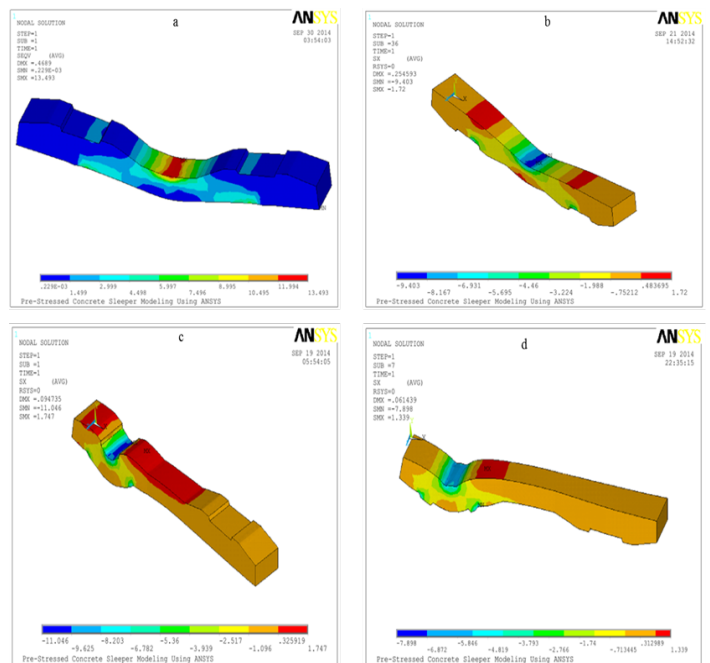 1
ANSYS
NODAL SOLUTION
a
SEP 30 2014
03:54:03
STEP=1
SUB =1
TIME=1
SEQV (AVG)
DMX =.4689
SMN =.229E-03
SMX =13.493
.229E-03 2.999 5.997 8.995 11.994
1.499 4.498 7.496 10.495 13.493
Pre-Stressed Concrete Sleeper Modeling Using ANSYS
1
ANSYS
NODAL SOLUTION
b
SEP 21 2014
14:52:32
STEP=1
SUB =36
TIME=1
SX (AVG)
RSYS=0
DMX =.254593
SMN =-9.403
SMX =1.72
-9.403 -6.931 -4.46 -1.988 .483695
-8.167 -5.695 -3.224 -.75212 1.72
Pre-Stressed Concrete Sleeper Modeling Using ANSYS
1
ANSYS
NODAL SOLUTION
c
SEP 19 2014
05:54:05
STEP=1
SUB =1
TIME=1
SX (AVG)
RSYS=0
DMX =.094735
SMN =-11.046
SMX =1.747
-11.046 -8.203 -5.36 -2.517 .325919
-9.625 -6.782 -3.939 -1.096 1.747
Pre-Stressed Concrete Sleeper Modeling Using ANSYS
1
ANSYS
NODAL SOLUTION
d
SEP 19 2014
22:35:15
STEP=1
SUB =7
TIME=1
SX (AVG)
RSYS=0
DMX =.061439
SMN =-7.898
SMX =1.339
-7.898 -5.846 -3.793 -1.74 .312989
-6.872 -4.819 -2.766 -.713445 1.339
Pre-Stressed Concrete Sleeper Modeling Using ANSYS